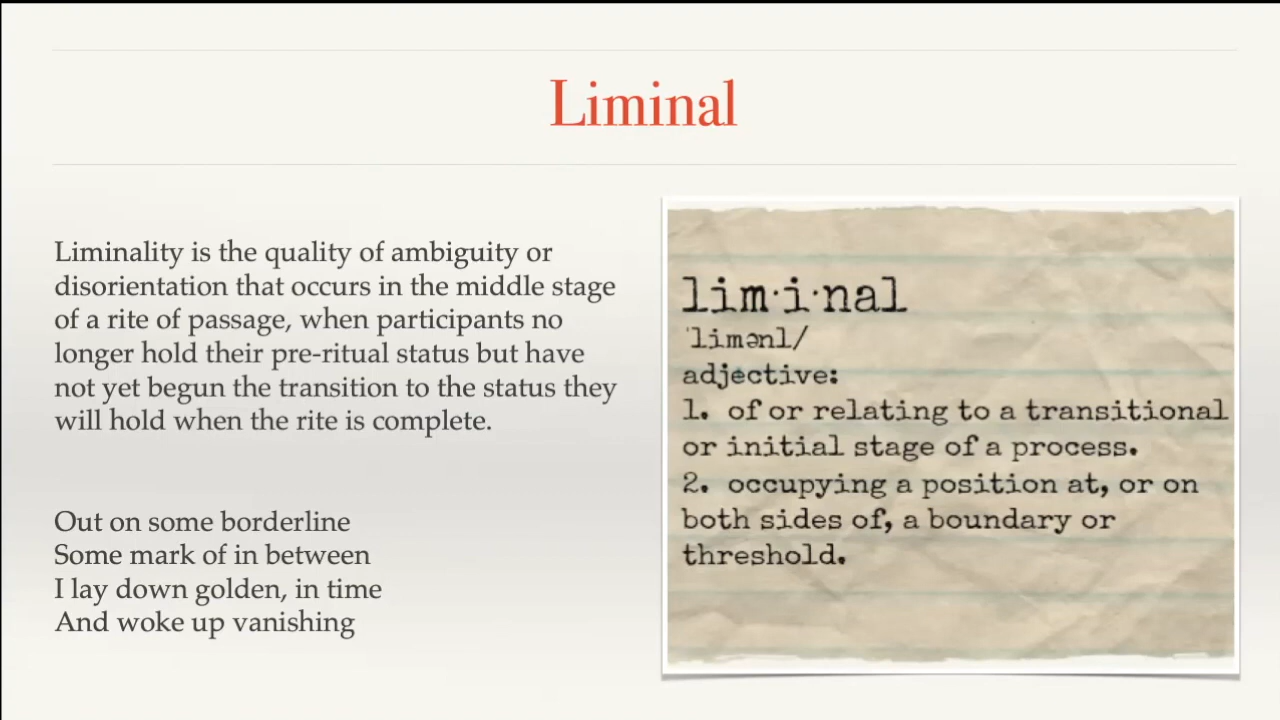 Liminal
Liminality is the quality of ambiguity or
disorientation that occurs in the middle stage
of a rite of passage, when participants no
longer hold their pre-ritual status but have
not yet begun the transition to the status they
will hold when the rite is complete.
Out on some borderline
Some mark of in between
I lay down golden, in time
And woke up vanishing
lim·i·nal
ˈlimənl/
adjective:
1. of or relating to a transitional
or initial stage of a process.
2. occupying a position at, or on
both sides of, a boundary or
threshold.